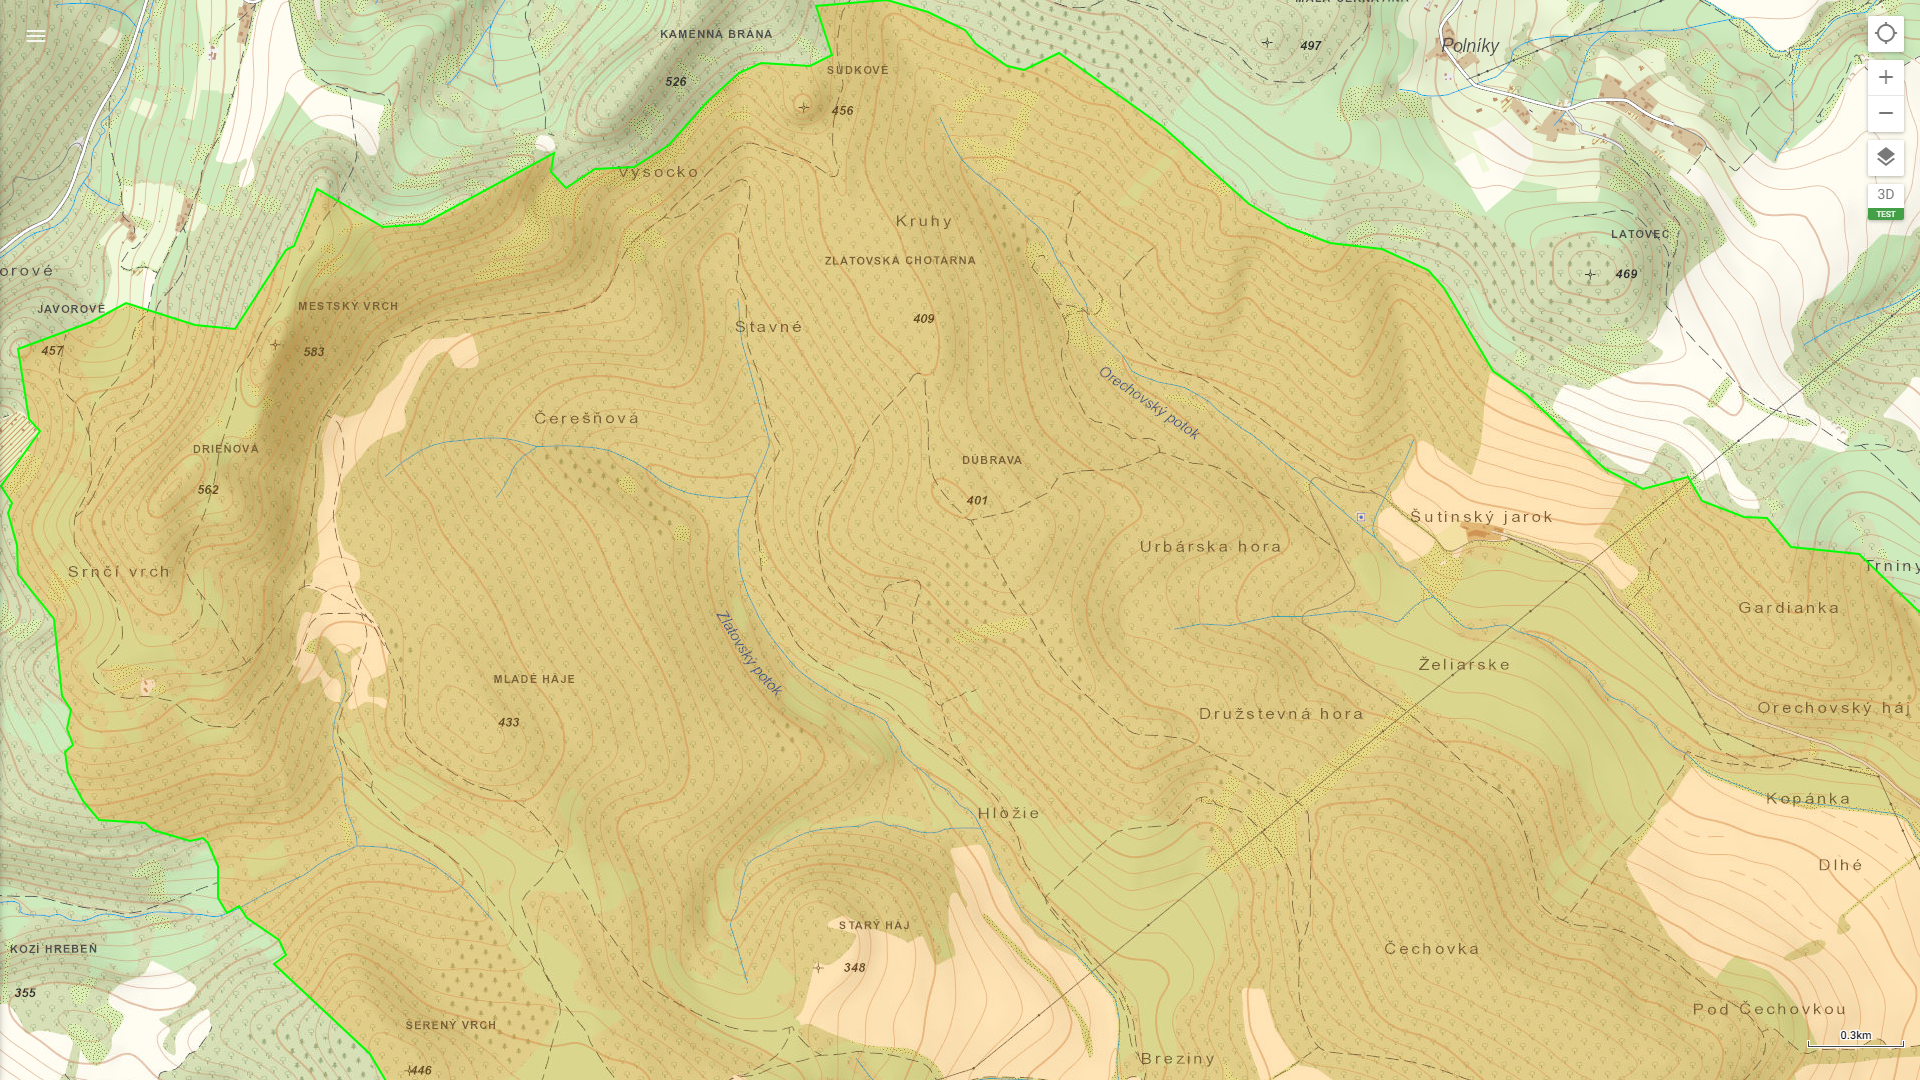 MALÁ ČERNATINA
KAMENNÁ BRÁNA
497
Polníky
SÚDKOVÉ
526
456
3D
TEST
Vysocko
Kruhy
LATOVEC
ZLATOVSKÁ CHOTÁRNA
orové
469
JAVOROVÉ
MESTSKÝ VRCH
409
Stavné
457
583
Orechovský potok
Čerešňová
DRIEŇOVÁ
DÚBRAVA
562
401
Šutinský jarok
Urbárska hora
Trniny
Srnčí vrch
Gardianka
Zlatovský potok
Želiarske
MLADÉ HÁJE
Orechovský háj
Družstevná hora
433
Kopánka
Hložie
Dlhé
STARÝ HÁJ
KOZÍ HREBEŇ
Čechovka
348
355
Pod Čechovkou
ŠERENÝ VRCH
0.3km
Breziny
446